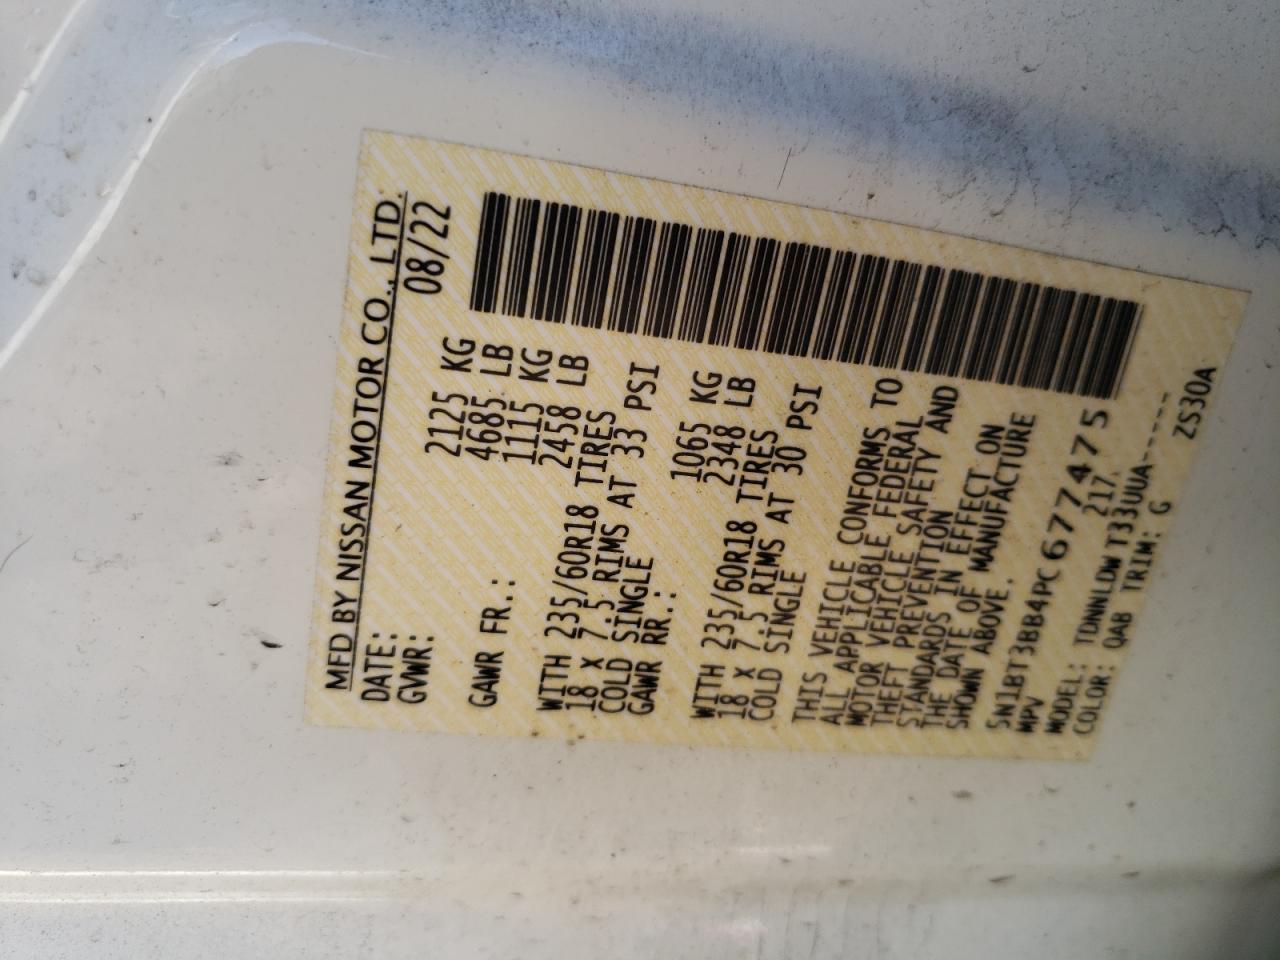 MFD BY NISSAN MOTOR CO., LTD.
DATE: 08/22
GVWR: 2125 KG
4685 LB
GAWR FR.: 1115 KG
2458 LB
WITH 235/60R18 TIRES
18 X 7.5 RIMS AT 33 PSI
COLD SINGLE
GAWR RR.: 1065 KG
2348 LB
WITH 235/60R18 TIRES
18 X 7.5 RIMS AT 30 PSI
COLD SINGLE
THIS VEHICLE CONFORMS TO
ALL APPLICABLE FEDERAL
MOTOR VEHICLE SAFETY AND
THEFT PREVENTION
STANDARDS IN EFFECT ON
THE DATE OF MANUFACTURE
SHOWN ABOVE.
5N1BT3BB4PC677475
MPV 217
MODEL: TDNNLDW T33UUA-----
COLOR: QAB TRIM: G ZS30A